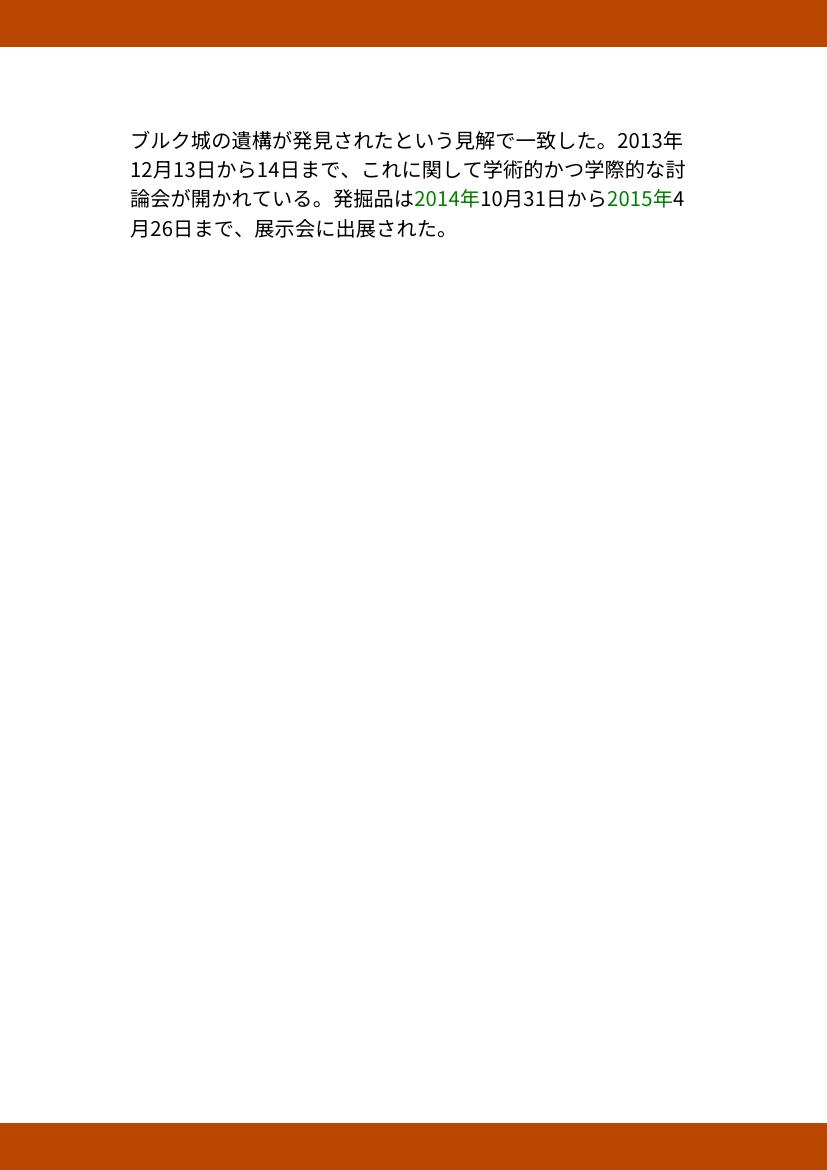 ブルク城の遺構が発見されたという見解で一致した。2013年
12月13日から14日まで、これに関して学術的かつ学際的な討
論会が開かれている。発掘品は2014年10月31日から2015年4
月26日まで、展示会に出展された。